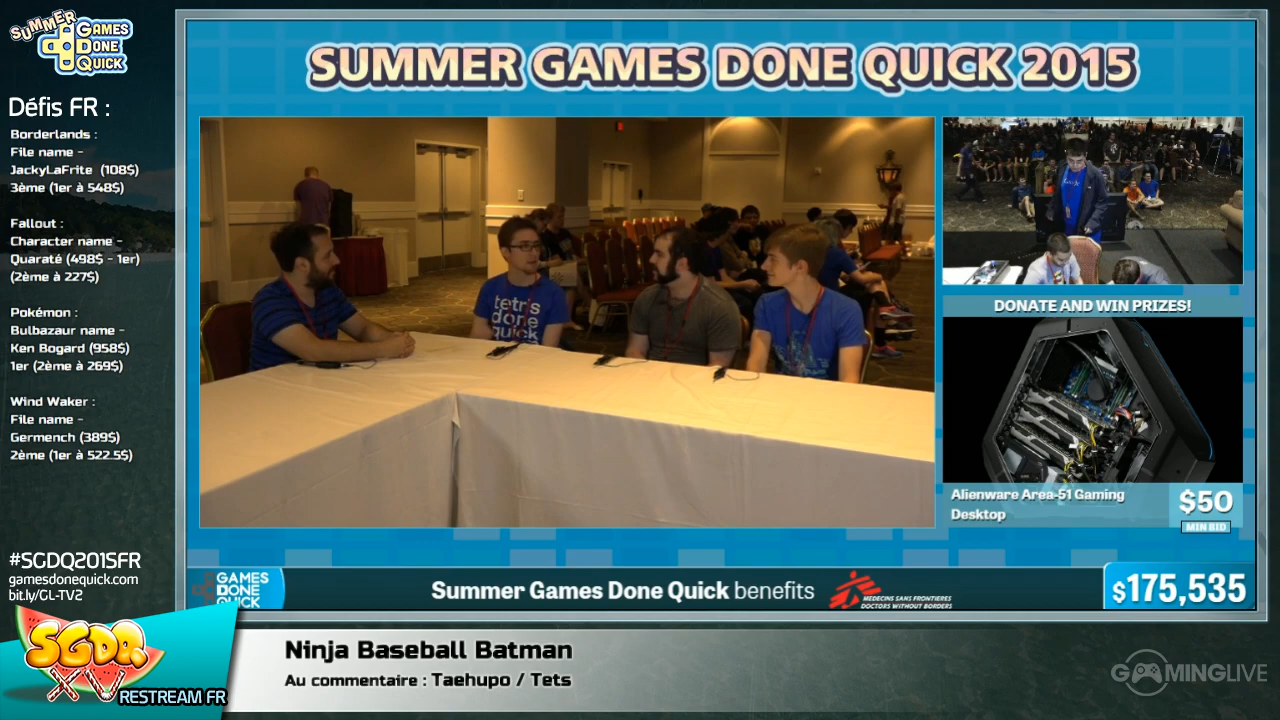 SUMMER
GAMES
DONE
QUICK
Défis FR :
Borderlands :
File name -
JackyLaFrite (108$)
3ème (1er à 548$)
Fallout :
Character name -
Quaraté (498$ - 1er)
(2ème à 227$)
Pokémon :
Bulbazaur name -
Ken Bogard (958$)
1er (2ème à 269$)
Wind Waker :
File name -
Germench (389$)
2ème (1er à 522.5$)
#SGDQ2015FR
gamesdonequick.com
bit.ly/GL-TV2
SGDQ
XV
RESTREAM FR
SUMMER GAMES DONE QUICK 2015
tetris
done
quick
DONATE AND WIN PRIZES!
Alienware Area-51 Gaming
Desktop
$50
MIN BID
GAMES
DONE
QUICK
Summer Games Done Quick benefits
MEDECINS SANS FRONTIERES
DOCTORS WITHOUT BORDERS
$175,535
Ninja Baseball Batman
Au commentaire : Taehupo / Tets
GAMINGLIVE